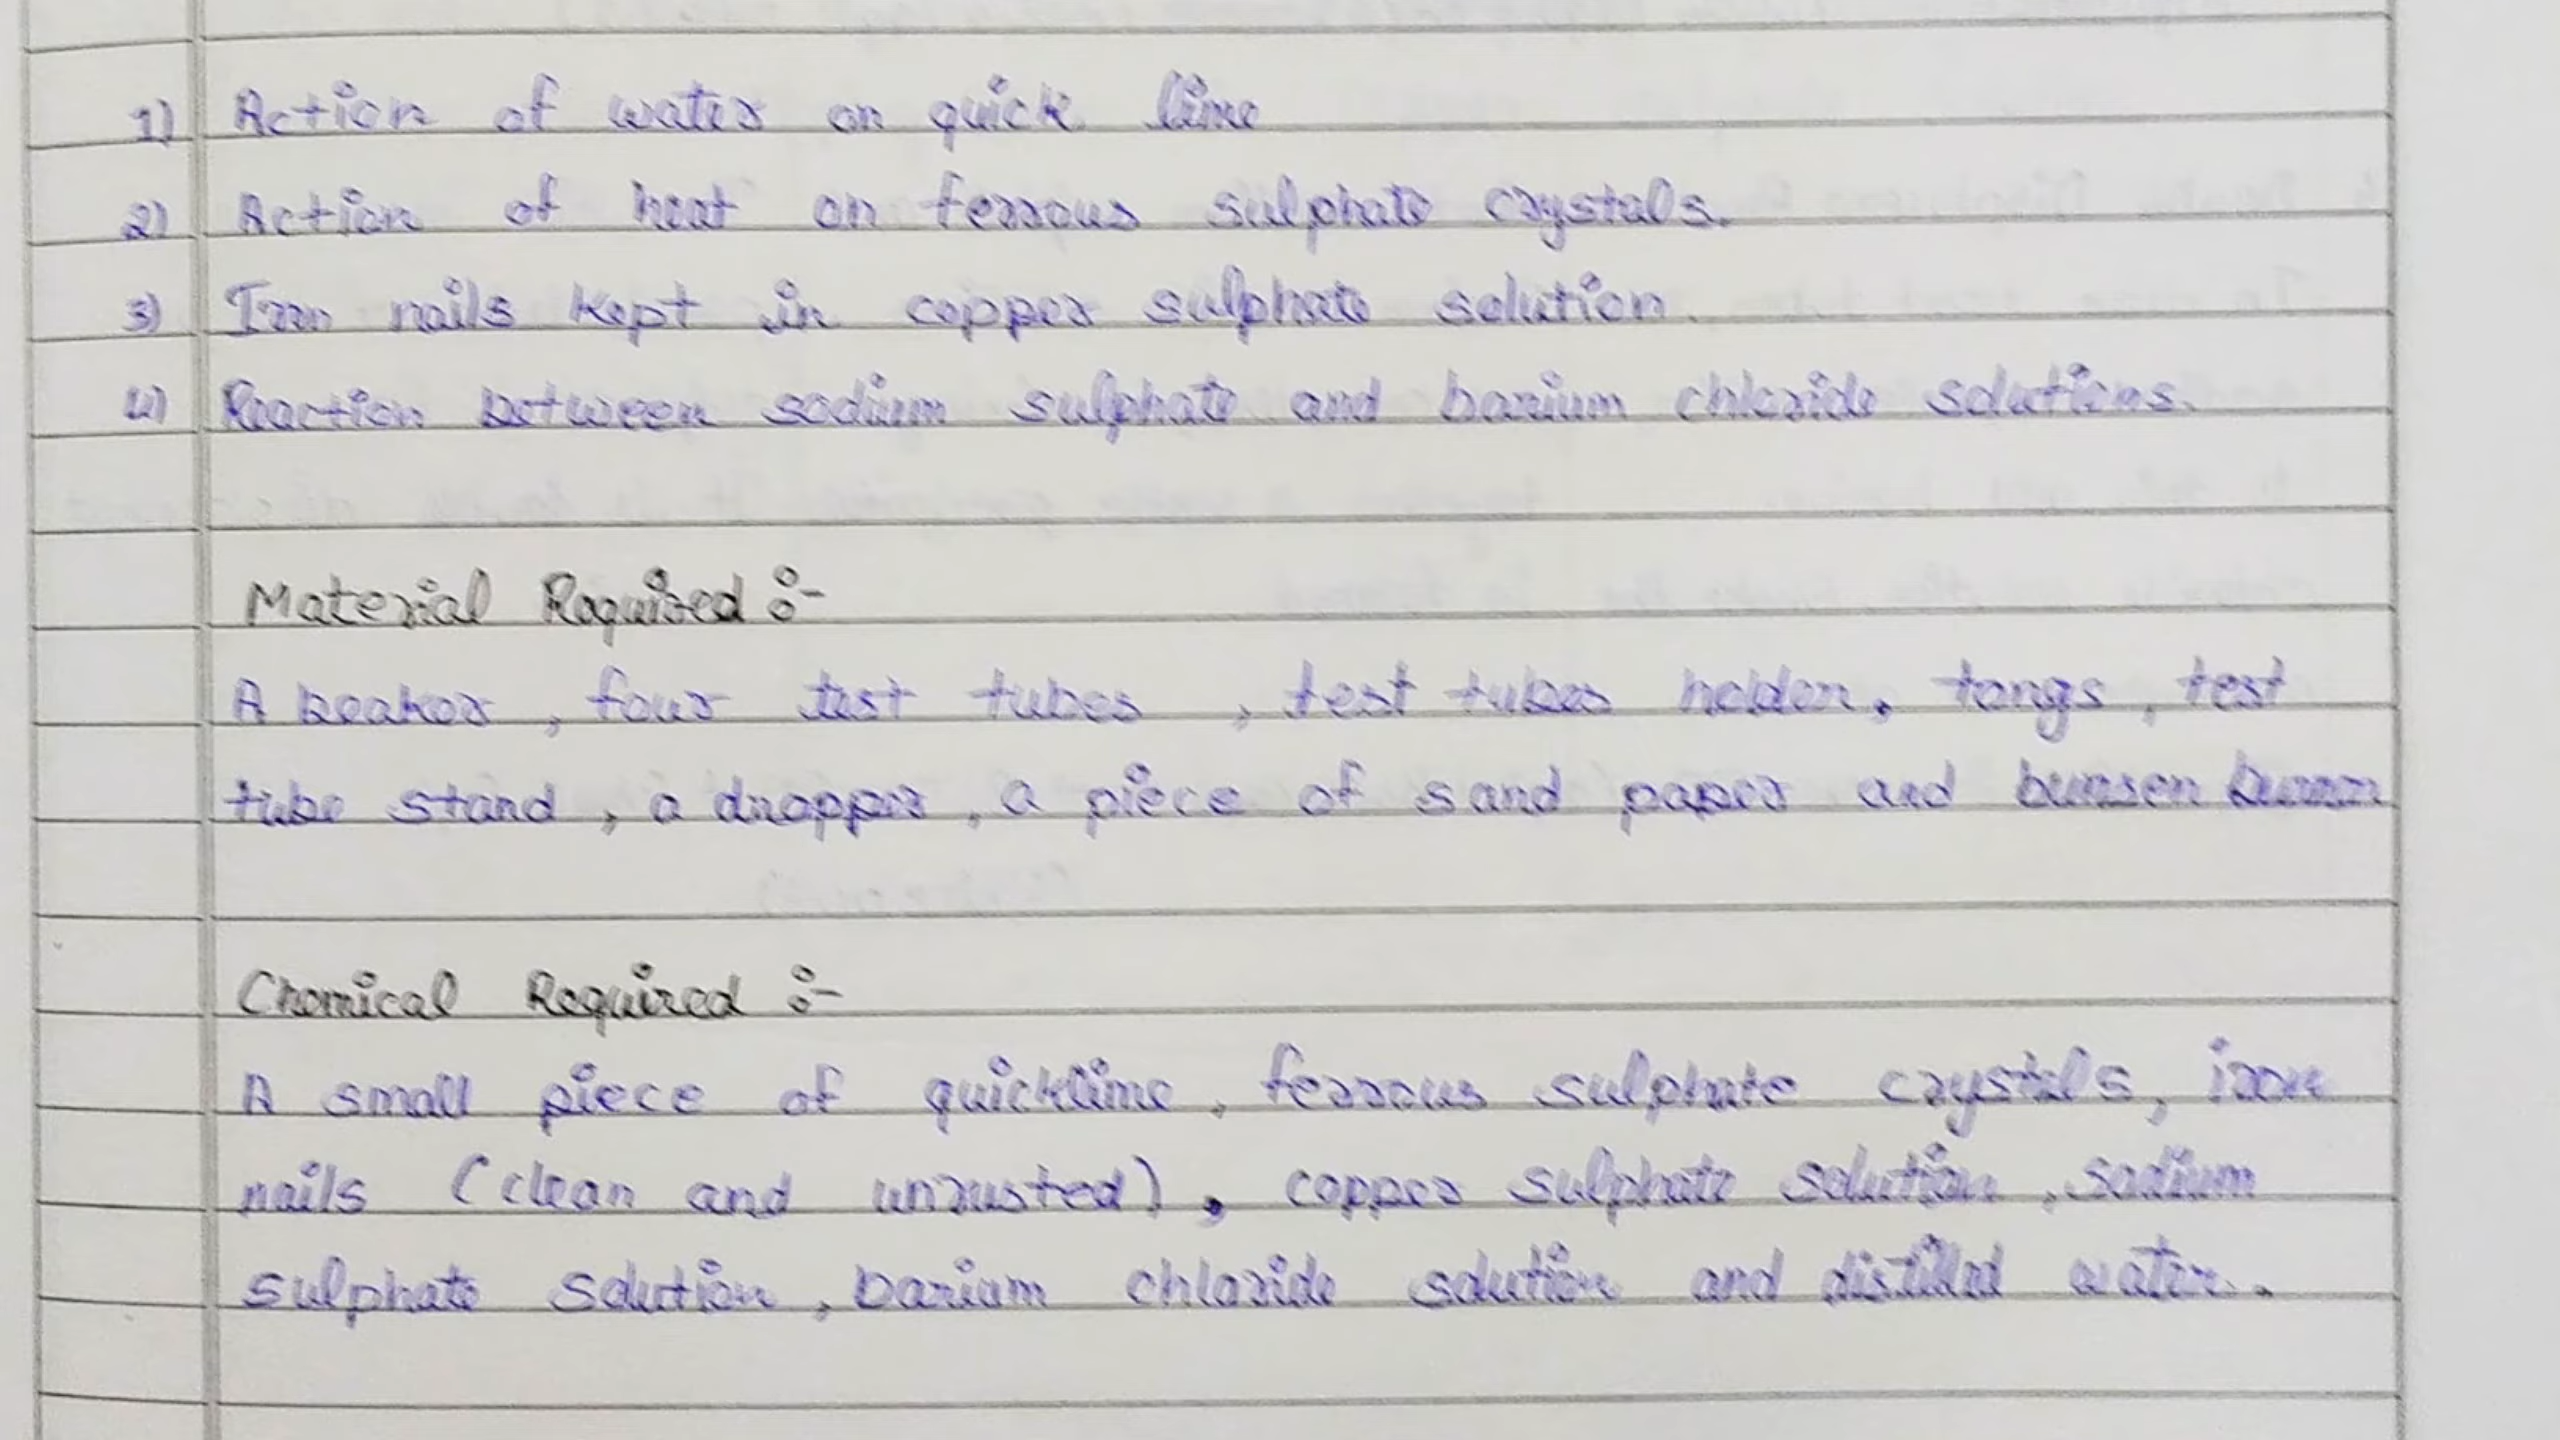 1) Action of water on quick lime
2) Action of heat on ferrous sulphate crystals.
3) Iron nails kept in copper sulphate solution.
4) Reaction between sodium sulphate and barium chloride solutions.
Material Required :-
A beaker, four test tubes, test tubes holder, tongs, test
tube stand, a dropper, a piece of sand paper and bunsen burner
Chemical Required :-
A small piece of quicklime, ferrous sulphate crystals, iron
nails (clean and unrusted), copper sulphate solution, sodium
sulphate solution, barium chloride solution and distilled water.